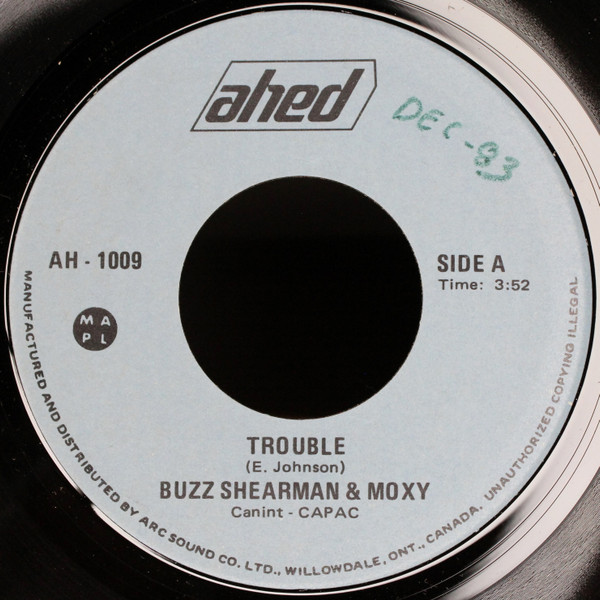 ahed
DEC-83
AH - 1009
SIDE A
Time: 3:52
M A
P L
TROUBLE
(E. Johnson)
BUZZ SHEARMAN & MOXY
Canint - CAPAC
MANUFACTURED AND DISTRIBUTED BY ARC SOUND CO. LTD., WILLOWDALE, ONT., CANADA. UNAUTHORIZED COPYING ILLEGAL